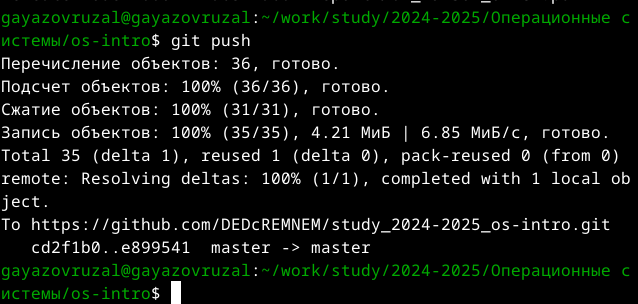 gayazovruzal@gayazovruzal:~/work/study/2024-2025/Операционные с
истемы/os-intro$ git push
Перечисление объектов: 36, готово.
Подсчет объектов: 100% (36/36), готово.
Сжатие объектов: 100% (31/31), готово.
Запись объектов: 100% (35/35), 4.21 МиБ | 6.85 МиБ/с, готово.
Total 35 (delta 1), reused 1 (delta 0), pack-reused 0 (from 0)
remote: Resolving deltas: 100% (1/1), completed with 1 local ob
ject.
To https://github.com/DEDcREMNEM/study_2024-2025_os-intro.git
   cd2f1b0..e899541  master -> master
gayazovruzal@gayazovruzal:~/work/study/2024-2025/Операционные с
истемы/os-intro$